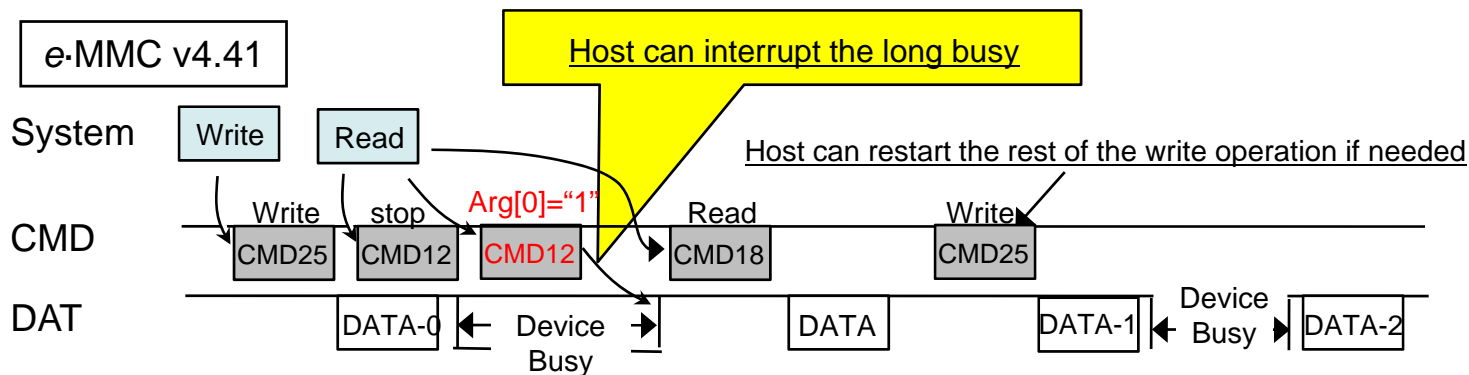 e•MMC v4.41
Host can interrupt the long busy
System
Write
Read
Host can restart the rest of the write operation if needed
Write
stop
Arg[0]=“1”
Read
Write
CMD
CMD25
CMD12
CMD12
CMD18
CMD25
DAT
DATA-0
Device
Busy
DATA
DATA-1
Device
Busy
DATA-2